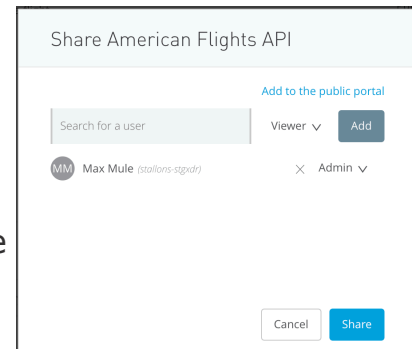 Share American Flights API
Add to the public portal
Search for a user Viewer Add
MM Max Mule (stallons-stgxdr) Admin
e
Cancel Share